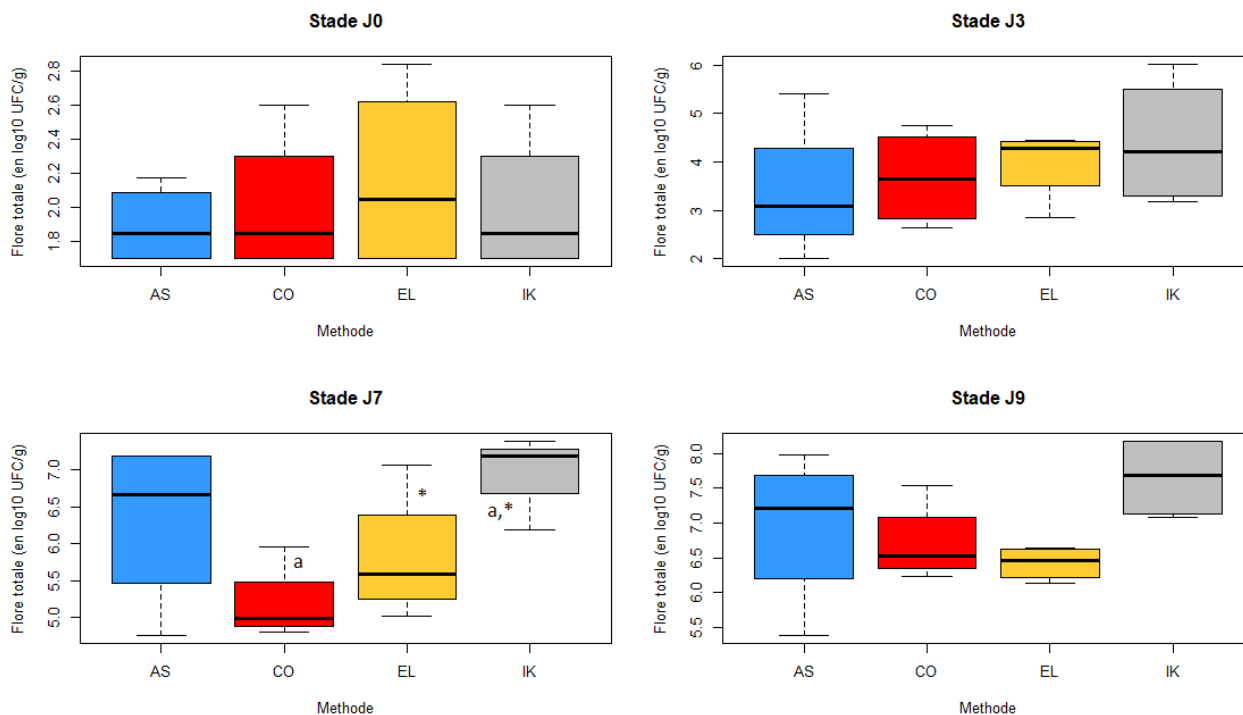 Stade J0
Flore totale (en log10 UFC/g)
2.8
2.6
2.4
2.2
2.0
1.8
AS CO EL IK
Methode
Stade J3
Flore totale (en log10 UFC/g)
6
5
4
3
2
AS CO EL IK
Methode
Stade J7
Flore totale (en log10 UFC/g)
7.0
6.5
6.0
5.5
5.0
a
*
a,*
AS CO EL IK
Methode
Stade J9
Flore totale (en log10 UFC/g)
8.0
7.5
7.0
6.5
6.0
5.5
AS CO EL IK
Methode